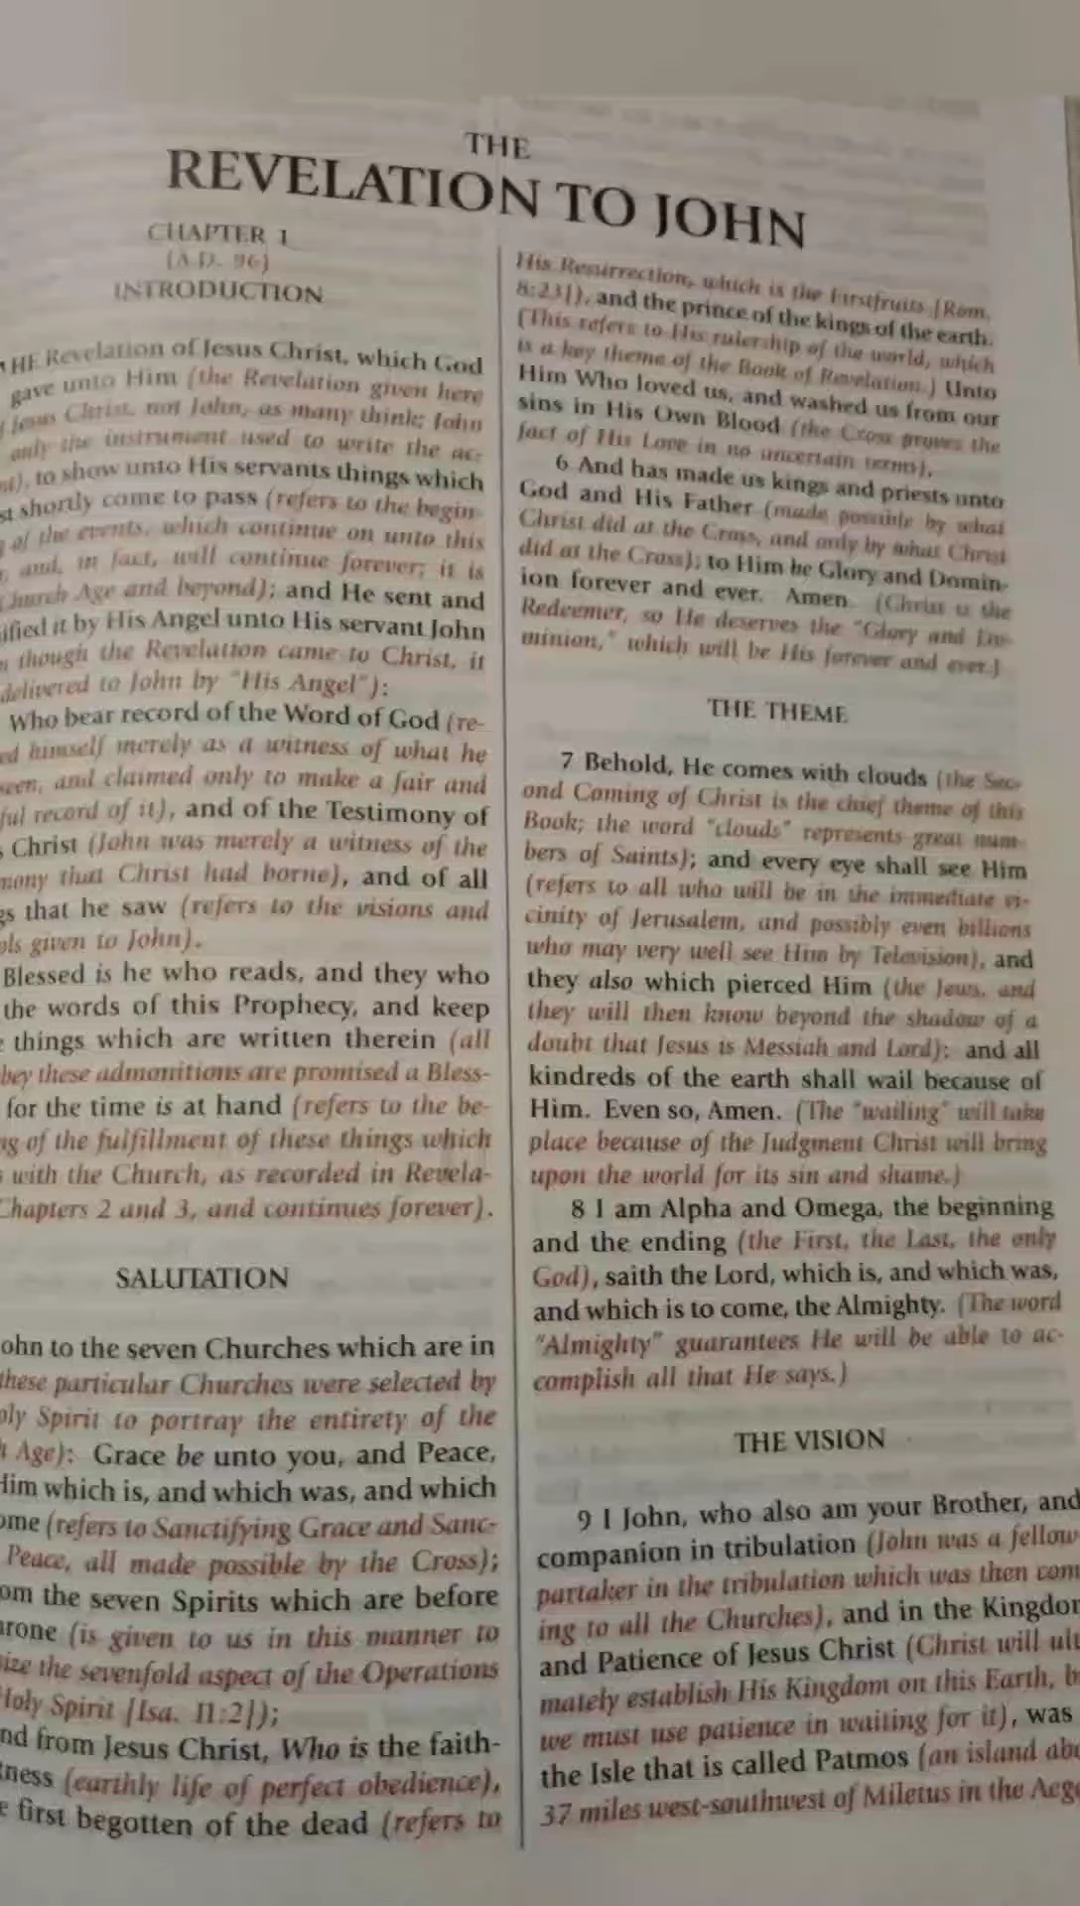 THE
REVELATION TO JOHN
CHAPTER 1
(A.D. 96)
INTRODUCTION
HE Revelation of Jesus Christ, which God
gave unto Him (the Revelation given here
Jesus Christ, not John, as many think; John
only the instrument used to write the ac-
to show unto His servants things which
st shortly come to pass (refers to the begin-
of the events, which continue on unto this
and, in fact, will continue forever; it is
Church Age and beyond); and He sent and
ified it by His Angel unto His servant John
though the Revelation came to Christ, it
delivered to John by "His Angel"):
Who bear record of the Word of God (re-
ed himself merely as a witness of what he
seen, and claimed only to make a fair and
ful record of it), and of the Testimony of
s Christ (John was merely a witness of the
mony that Christ had borne), and of all
gs that he saw (refers to the visions and
ols given to John).
Blessed is he who reads, and they who
the words of this Prophecy, and keep
e things which are written therein (all
bey these admonitions are promised a Bless-
for the time is at hand (refers to the be-
ng of the fulfillment of these things which
s with the Church, as recorded in Revela-
Chapters 2 and 3, and continues forever).
SALUTATION
ohn to the seven Churches which are in
these particular Churches were selected by
oly Spirit to portray the entirety of the
h Age): Grace be unto you, and Peace,
Him which is, and which was, and which
ome (refers to Sanctifying Grace and Sanc-
Peace, all made possible by the Cross);
om the seven Spirits which are before
hrone (is given to us in this manner to
ize the sevenfold aspect of the Operations
Holy Spirit [Isa. 11:2]);
nd from Jesus Christ, Who is the faith-
tness (earthly life of perfect obedience),
e first begotten of the dead (refers to
His Resurrection, which is the Firstfruits [Rom.
8:23]), and the prince of the kings of the earth.
(This refers to His rulership of the world, which
is a key theme of the Book of Revelation.) Unto
Him Who loved us, and washed us from our
sins in His Own Blood (the Cross proves the
fact of His Love in no uncertain terms),
6 And has made us kings and priests unto
God and His Father (made possible by what
Christ did at the Cross, and only by what Christ
did at the Cross); to Him be Glory and Domin-
ion forever and ever. Amen. (Christ is the
Redeemer, so He deserves the "Glory and Do-
minion," which will be His forever and ever.)
THE THEME
7 Behold, He comes with clouds (the Sec-
ond Coming of Christ is the chief theme of this
Book; the word "clouds" represents great num-
bers of Saints); and every eye shall see Him
(refers to all who will be in the immediate vi-
cinity of Jerusalem, and possibly even billions
who may very well see Him by Television), and
they also which pierced Him (the Jews, and
they will then know beyond the shadow of a
doubt that Jesus is Messiah and Lord): and all
kindreds of the earth shall wail because of
Him. Even so, Amen. (The "wailing" will take
place because of the Judgment Christ will bring
upon the world for its sin and shame.)
8 I am Alpha and Omega, the beginning
and the ending (the First, the Last, the only
God), saith the Lord, which is, and which was,
and which is to come, the Almighty. (The word
"Almighty" guarantees He will be able to ac-
complish all that He says.)
THE VISION
9 I John, who also am your Brother, and
companion in tribulation (John was a fellow
partaker in the tribulation which was then com
ing to all the Churches), and in the Kingdom
and Patience of Jesus Christ (Christ will ult
mately establish His Kingdom on this Earth, b
we must use patience in waiting for it), was
the Isle that is called Patmos (an island abo
37 miles west-southwest of Miletus in the Aege